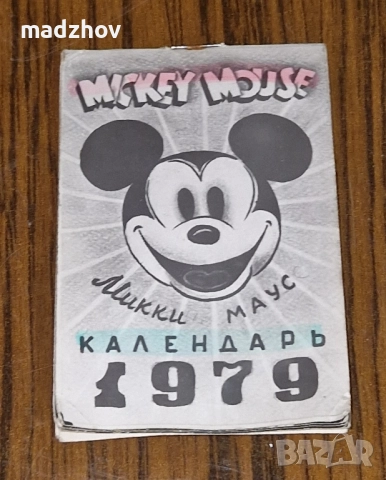 madzhov
MICKEY MOUSE
Микки МАУС
КАЛЕНДАРЬ
1979
BAZAR